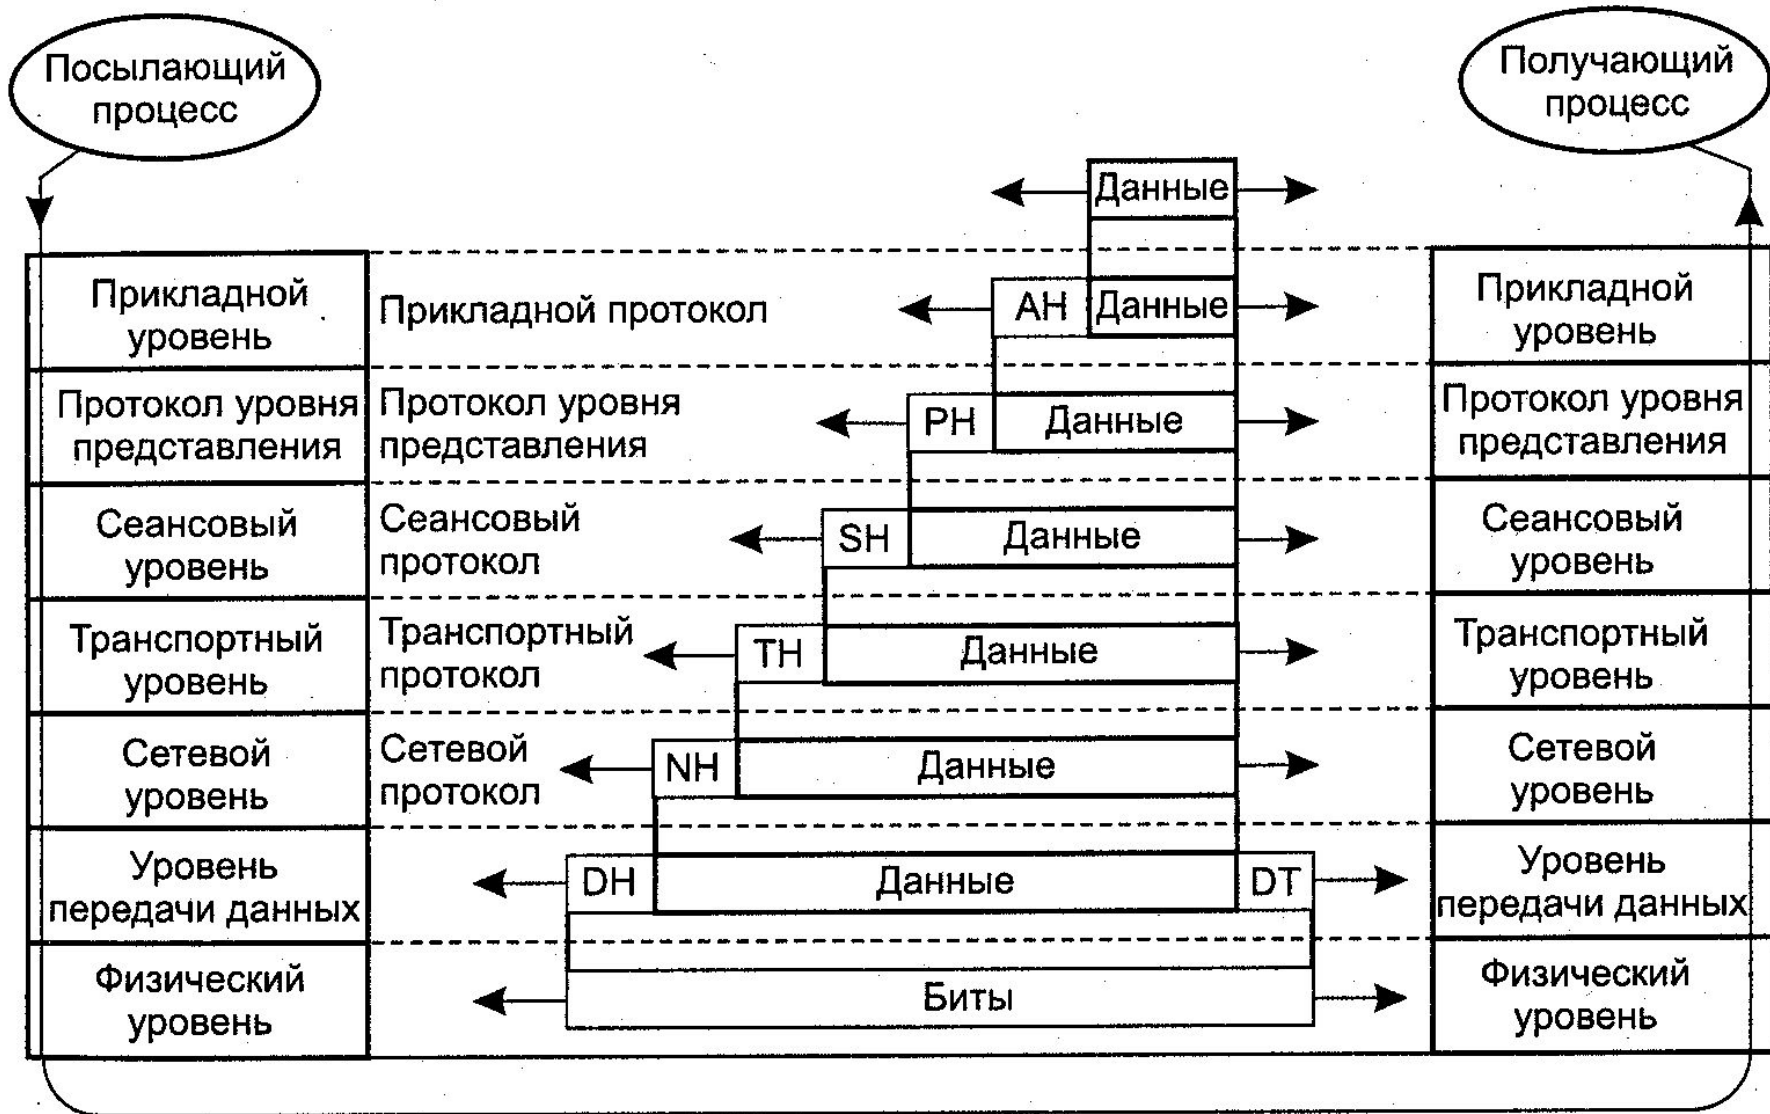 Посылающий
процесс
Получающий
процесс
Данные
Прикладной
уровень
Прикладной протокол
AH
Данные
Прикладной
уровень
Протокол уровня
представления
Протокол уровня
представления
PH
Данные
Протокол уровня
представления
Сеансовый
уровень
Сеансовый
протокол
SH
Данные
Сеансовый
уровень
Транспортный
уровень
Транспортный
протокол
TH
Данные
Транспортный
уровень
Сетевой
уровень
Сетевой
протокол
NH
Данные
Сетевой
уровень
Уровень
передачи данных
DH
Данные
DT
Уровень
передачи данных
Физический
уровень
Биты
Физический
уровень